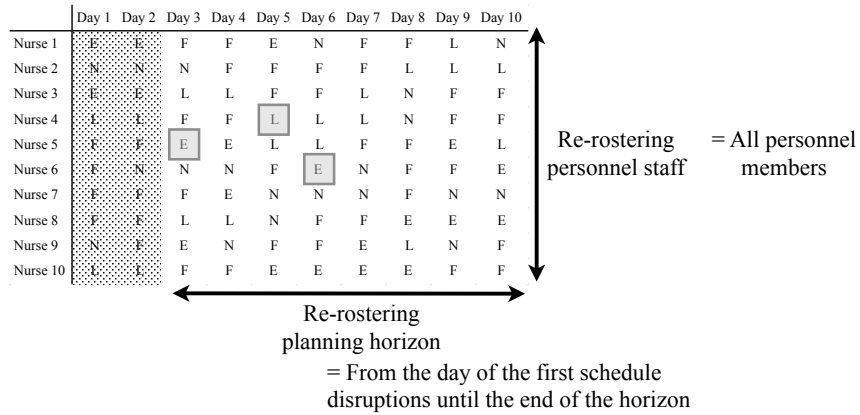 Day 1 Day 2 Day 3 Day 4 Day 5 Day 6 Day 7 Day 8 Day 9 Day 10
Nurse 1 E E F F E N F F L N
Nurse 2 N N N F F F F L L L
Nurse 3 E E L L F F L N F F
Nurse 4 L L F F L L L N F F
Nurse 5 F F E E L L F F E L
Nurse 6 F N N N F E N F F E
Nurse 7 F F F E N N N F N N
Nurse 8 F F L L N F F E E E
Nurse 9 N F E N F F E L N F
Nurse 10 L L F F E E E E F F
Re-rostering
personnel staff
= All personnel
members
Re-rostering
planning horizon
= From the day of the first schedule
disruptions until the end of the horizon